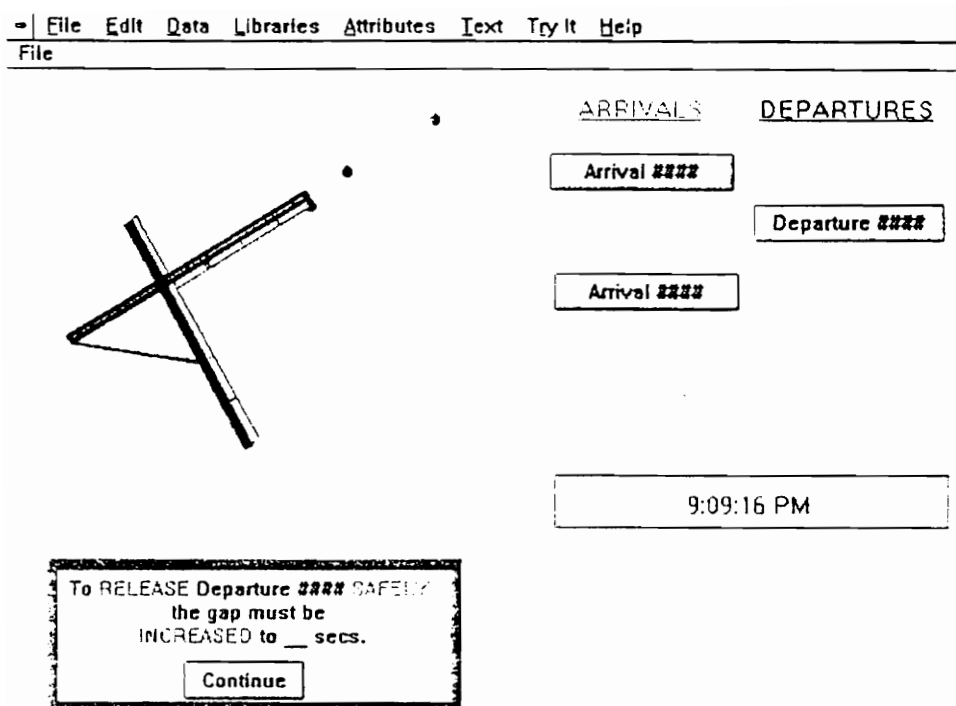 File Edit Data Libraries Attributes Text Try It Help
File
ARRIVALS DEPARTURES
Arrival ####
Departure ####
Arrival ####
9:09:16 PM
To RELEASE Departure #### SAFELY
the gap must be
INCREASED to __ secs.
Continue